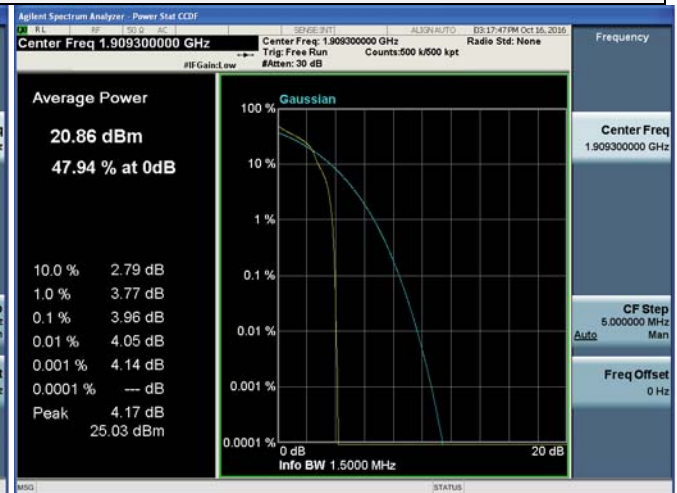 Agilent Spectrum Analyzer - Power Stat CCDF
RL RF 50 Ω AC SENSE:INT ALIGN AUTO 03:17:47PM Oct 16, 2016
Center Freq 1.909300000 GHz
Center Freq: 1.909300000 GHz
Radio Std: None
Trig: Free Run Counts:500 k/500 kpt
#IFGain:Low #Atten: 30 dB
Frequency
Average Power
20.86 dBm
47.94 % at 0dB
10.0 % 2.79 dB
1.0 % 3.77 dB
0.1 % 3.96 dB
0.01 % 4.05 dB
0.001 % 4.14 dB
0.0001 % --- dB
Peak 4.17 dB
25.03 dBm
Gaussian
100 %
10 %
1 %
0.1 %
0.01 %
0.001 %
0.0001 %
0 dB 20 dB
Info BW 1.5000 MHz
Center Freq
1.909300000 GHz
CF Step
5.000000 MHz
Auto Man
Freq Offset
0 Hz
MSG STATUS